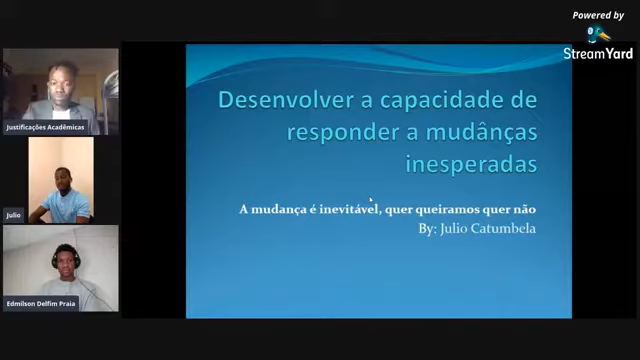 Powered by
StreamYard
Justificações Acadêmicas
Julio
Edmilson Delfim Praia
Desenvolver a capacidade de
responder a mudânças
inesperadas
A mudança é inevitável, quer queiramos quer não
By: Julio Catumbela